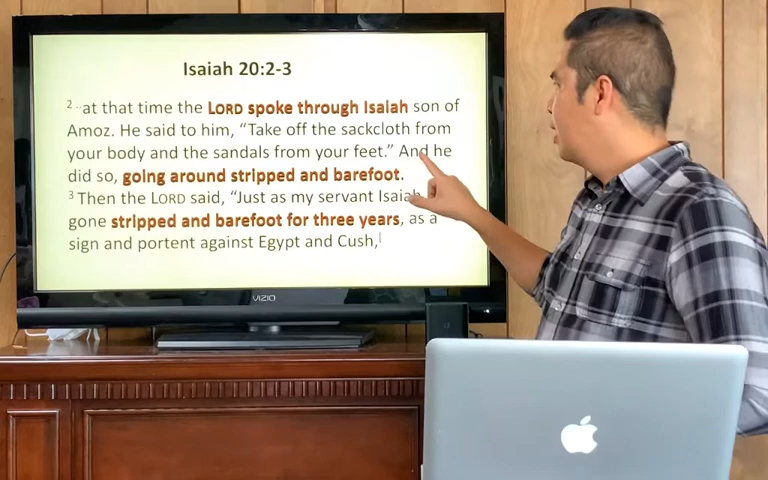 Isaiah 20:2-3
2 ..at that time the LORD spoke through Isaiah son of
Amoz. He said to him, “Take off the sackcloth from
your body and the sandals from your feet.” And he
did so, going around stripped and barefoot.
3 Then the LORD said, “Just as my servant Isaiah
gone stripped and barefoot for three years, as a
sign and portent against Egypt and Cush,[
VIZIO